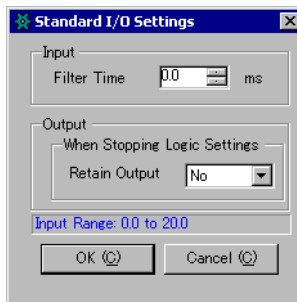 Standard I/O Settings
Input
Filter Time 0.0 ms
Output
When Stopping Logic Settings
Retain Output No
Input Range: 0.0 to 20.0
OK (C) Cancel (C)